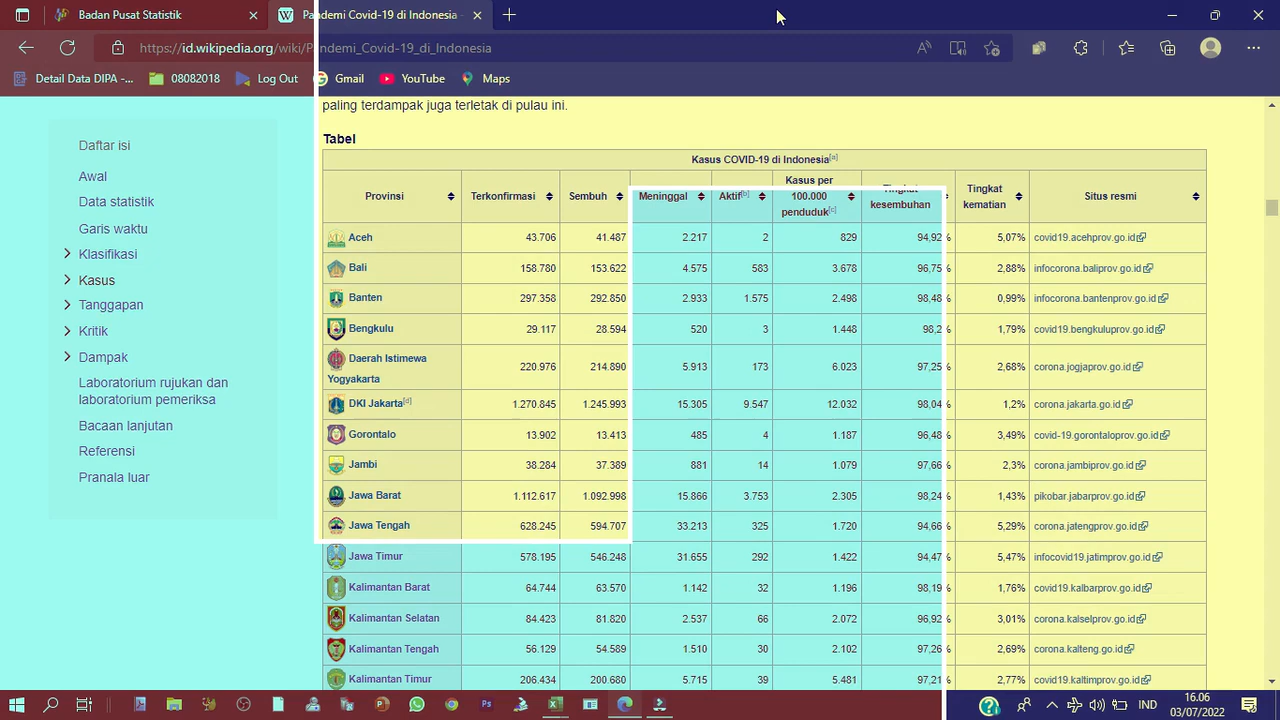 Badan Pusat Statistik
Pandemi Covid-19 di Indonesia
https://id.wikipedia.org/wiki/Pandemi_Covid-19_di_Indonesia
Detail Data DIPA -...
08082018
Log Out
Gmail
YouTube
Maps
Daftar isi
Awal
Data statistik
Garis waktu
Klasifikasi
Kasus
Tanggapan
Kritik
Dampak
Laboratorium rujukan dan
laboratorium pemeriksa
Bacaan lanjutan
Referensi
Pranala luar
paling terdampak juga terletak di pulau ini.
Tabel
Kasus COVID-19 di Indonesia[a]
Provinsi Terkonfirmasi Sembuh Meninggal Aktif[b] Kasus per 100.000 penduduk[c] Tingkat kesembuhan Tingkat kematian Situs resmi
Aceh 43.706 41.487 2.217 2 829 94,92% 5,07% covid19.acehprov.go.id
Bali 158.780 153.622 4.575 583 3.678 96,75% 2,88% infocorona.baliprov.go.id
Banten 297.358 292.850 2.933 1.575 2.498 98,48% 0,99% infocorona.bantenprov.go.id
Bengkulu 29.117 28.594 520 3 1.448 98,2% 1,79% covid19.bengkuluprov.go.id
Daerah Istimewa Yogyakarta 220.976 214.890 5.913 173 6.023 97,25% 2,68% corona.jogjaprov.go.id
DKI Jakarta[d] 1.270.845 1.245.993 15.305 9.547 12.032 98,04% 1,2% corona.jakarta.go.id
Gorontalo 13.902 13.413 485 4 1.187 96,48% 3,49% covid-19.gorontaloprov.go.id
Jambi 38.284 37.389 881 14 1.079 97,66% 2,3% corona.jambiprov.go.id
Jawa Barat 1.112.617 1.092.998 15.866 3.753 2.305 98,24% 1,43% pikobar.jabarprov.go.id
Jawa Tengah 628.245 594.707 33.213 325 1.720 94,66% 5,29% corona.jatengprov.go.id
Jawa Timur 578.195 546.248 31.655 292 1.422 94,47% 5,47% infocovid19.jatimprov.go.id
Kalimantan Barat 64.744 63.570 1.142 32 1.196 98,19% 1,76% covid19.kalbarprov.go.id
Kalimantan Selatan 84.423 81.820 2.537 66 2.072 96,92% 3,01% corona.kalselprov.go.id
Kalimantan Tengah 56.129 54.589 1.510 30 2.102 97,26% 2,69% corona.kalteng.go.id
Kalimantan Timur 206.434 200.680 5.715 39 5.481 97,21% 2,77% covid19.kaltimprov.go.id
IND
16.06
03/07/2022